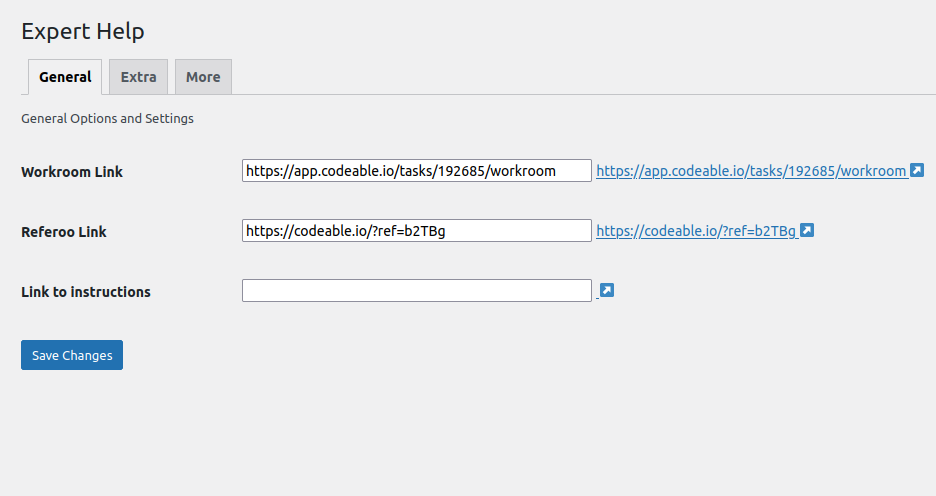 Expert Help
General Extra More
General Options and Settings
Workroom Link https://app.codeable.io/tasks/192685/workroom https://app.codeable.io/tasks/192685/workroom
Referoo Link https://codeable.io/?ref=b2TBg https://codeable.io/?ref=b2TBg
Link to instructions
Save Changes